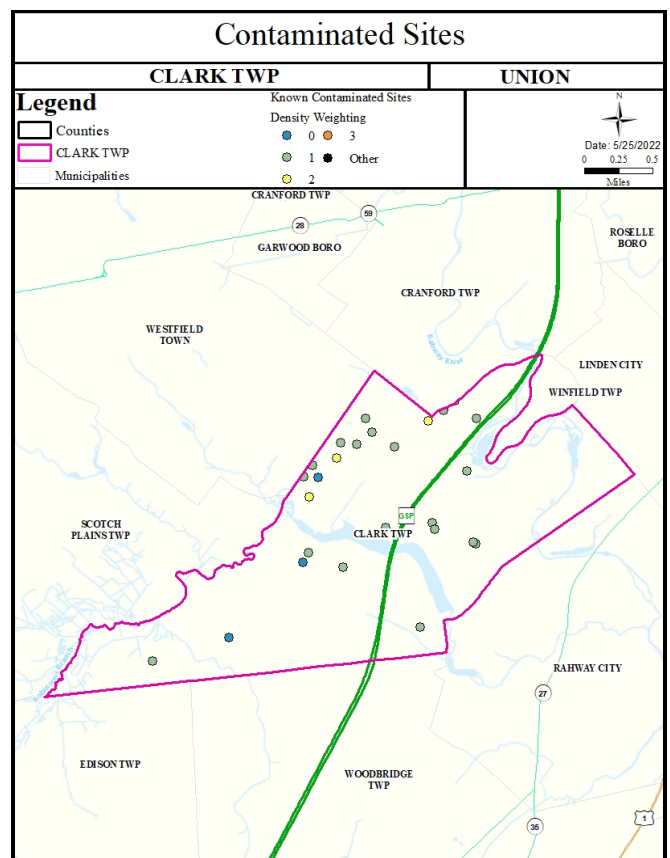 Contaminated Sites
CLARK TWP
UNION
Legend
Counties
CLARK TWP
Municipalities
Known Contaminated Sites
Density Weighting
0
3
1
Other
2
N
Date: 5/25/2022
0 0.25 0.5
Miles
CRANFORD TWP
59
28
GARWOOD BORO
ROSELLE
BORO
CRANFORD TWP
WESTFIELD
TOWN
Rahway River
LINDEN CITY
WINFIELD TWP
GSP
SCOTCH
PLAINS TWP
CLARK TWP
RAHWAY CITY
27
EDISON TWP
WOODBRIDGE
TWP
1
35